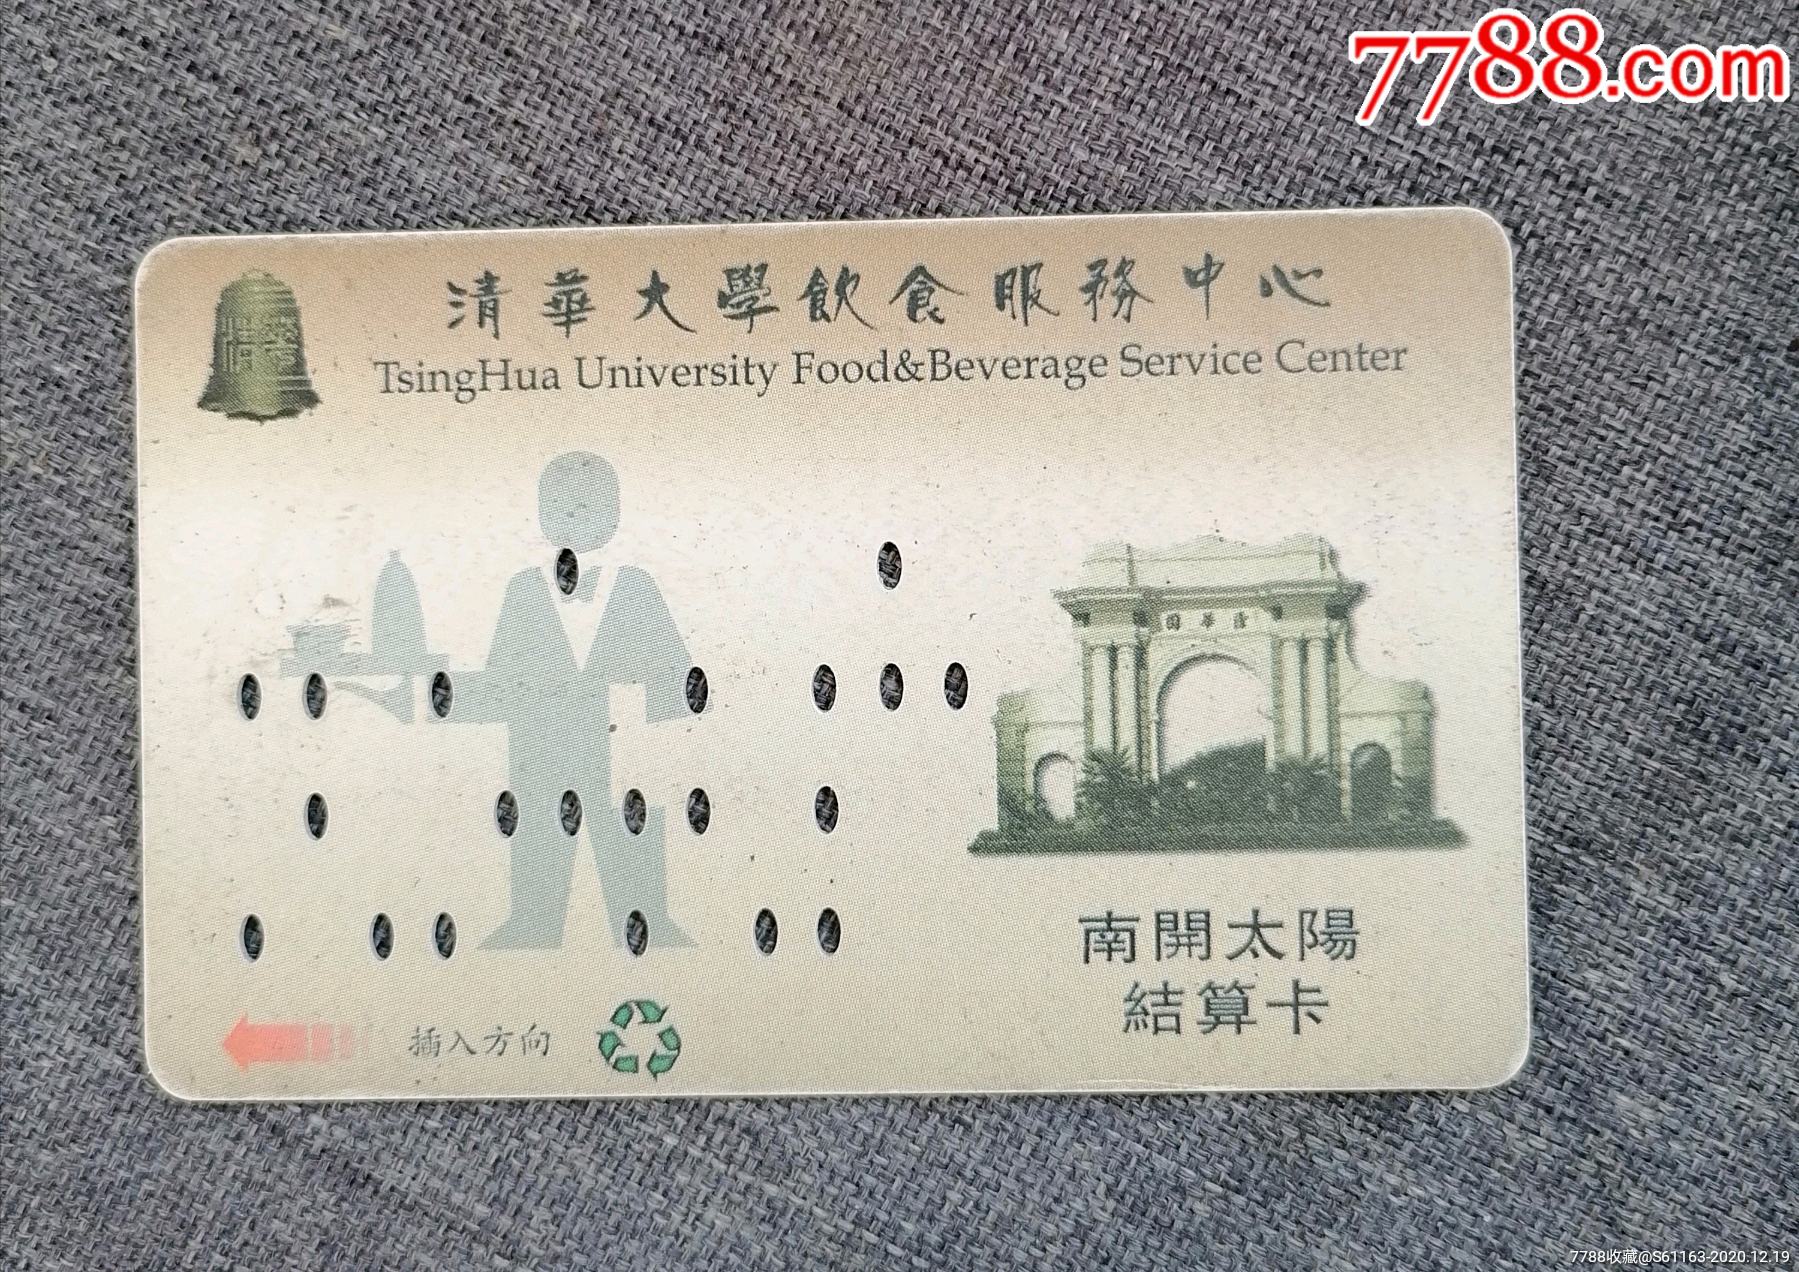 7788.com
清華大學飲食服務中心
TsingHua University Food&Beverage Service Center
清華
清華園
南開太陽
結算卡
插入方向
7788收藏@S61163-2020.12.19